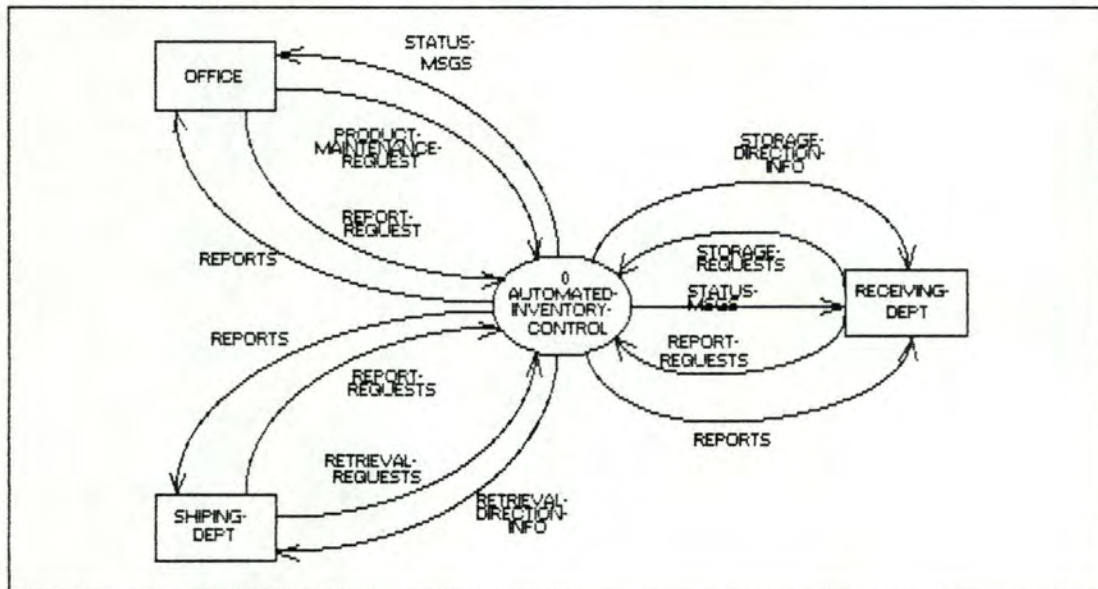 STATUS-
MSGS
OFFICE
PRODUCT-
MAINTENANCE-
REQUEST
STORAGE-
DIRECTION-
INFO
REPORT-
REQUEST
REPORTS
STORAGE-
REQUESTS
0
AUTOMATED-
INVENTORY-
CONTROL
STATUS-
MSGS
RECEIVING-
DEPT
REPORTS
REPORT-
REQUESTS
REPORT-
REQUESTS
REPORTS
RETRIEVAL-
REQUESTS
RETRIEVAL-
DIRECTION-
INFO
SHIPING-
DEPT